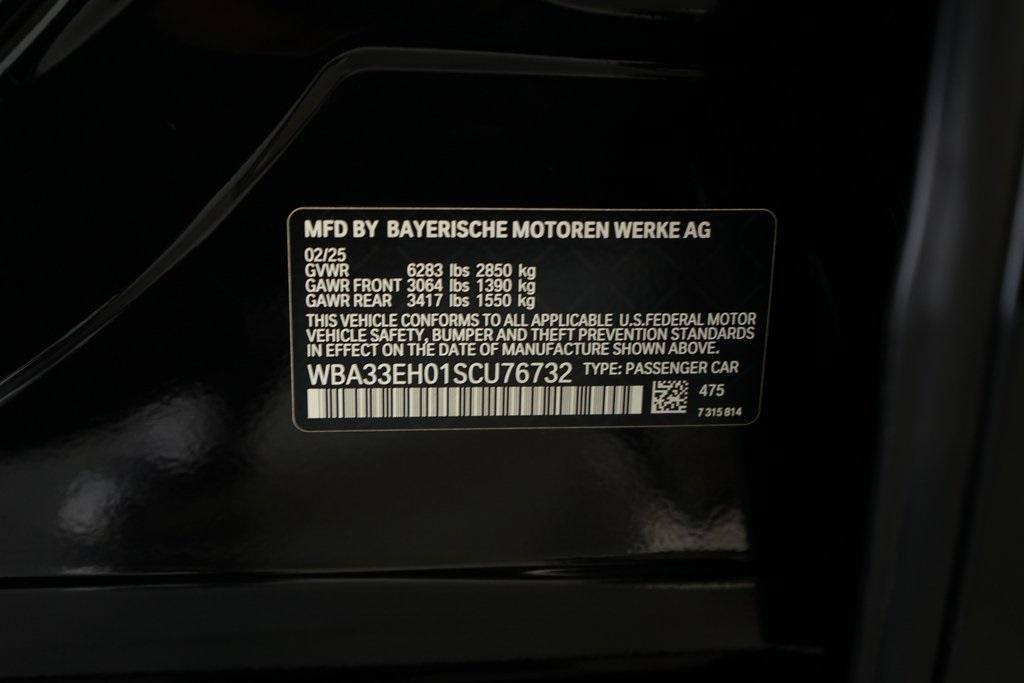 MFD BY BAYERISCHE MOTOREN WERKE AG
02/25
GVWR 6283 lbs 2850 kg
GAWR FRONT 3064 lbs 1390 kg
GAWR REAR 3417 lbs 1550 kg
THIS VEHICLE CONFORMS TO ALL APPLICABLE U.S.FEDERAL MOTOR
VEHICLE SAFETY, BUMPER AND THEFT PREVENTION STANDARDS
IN EFFECT ON THE DATE OF MANUFACTURE SHOWN ABOVE.
WBA33EH01SCU76732 TYPE: PASSENGER CAR
475
7 315 814